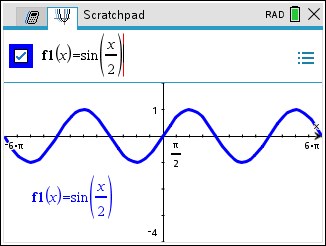 Scratchpad RAD
f1(x)=sin(x/2)
1
x
-6·π π/2 6·π
f1(x)=sin(x/2)
-4